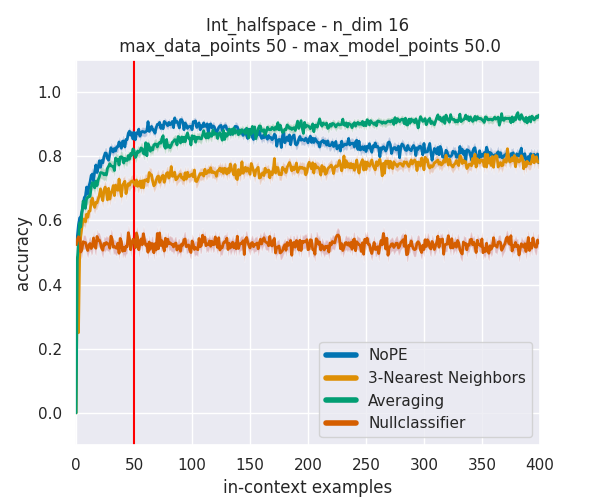 Int_halfspace - n_dim 16
max_data_points 50 - max_model_points 50.0
accuracy
1.0
0.8
0.6
0.4
0.2
0.0
NoPE
3-Nearest Neighbors
Averaging
Nullclassifier
0 50 100 150 200 250 300 350 400
in-context examples